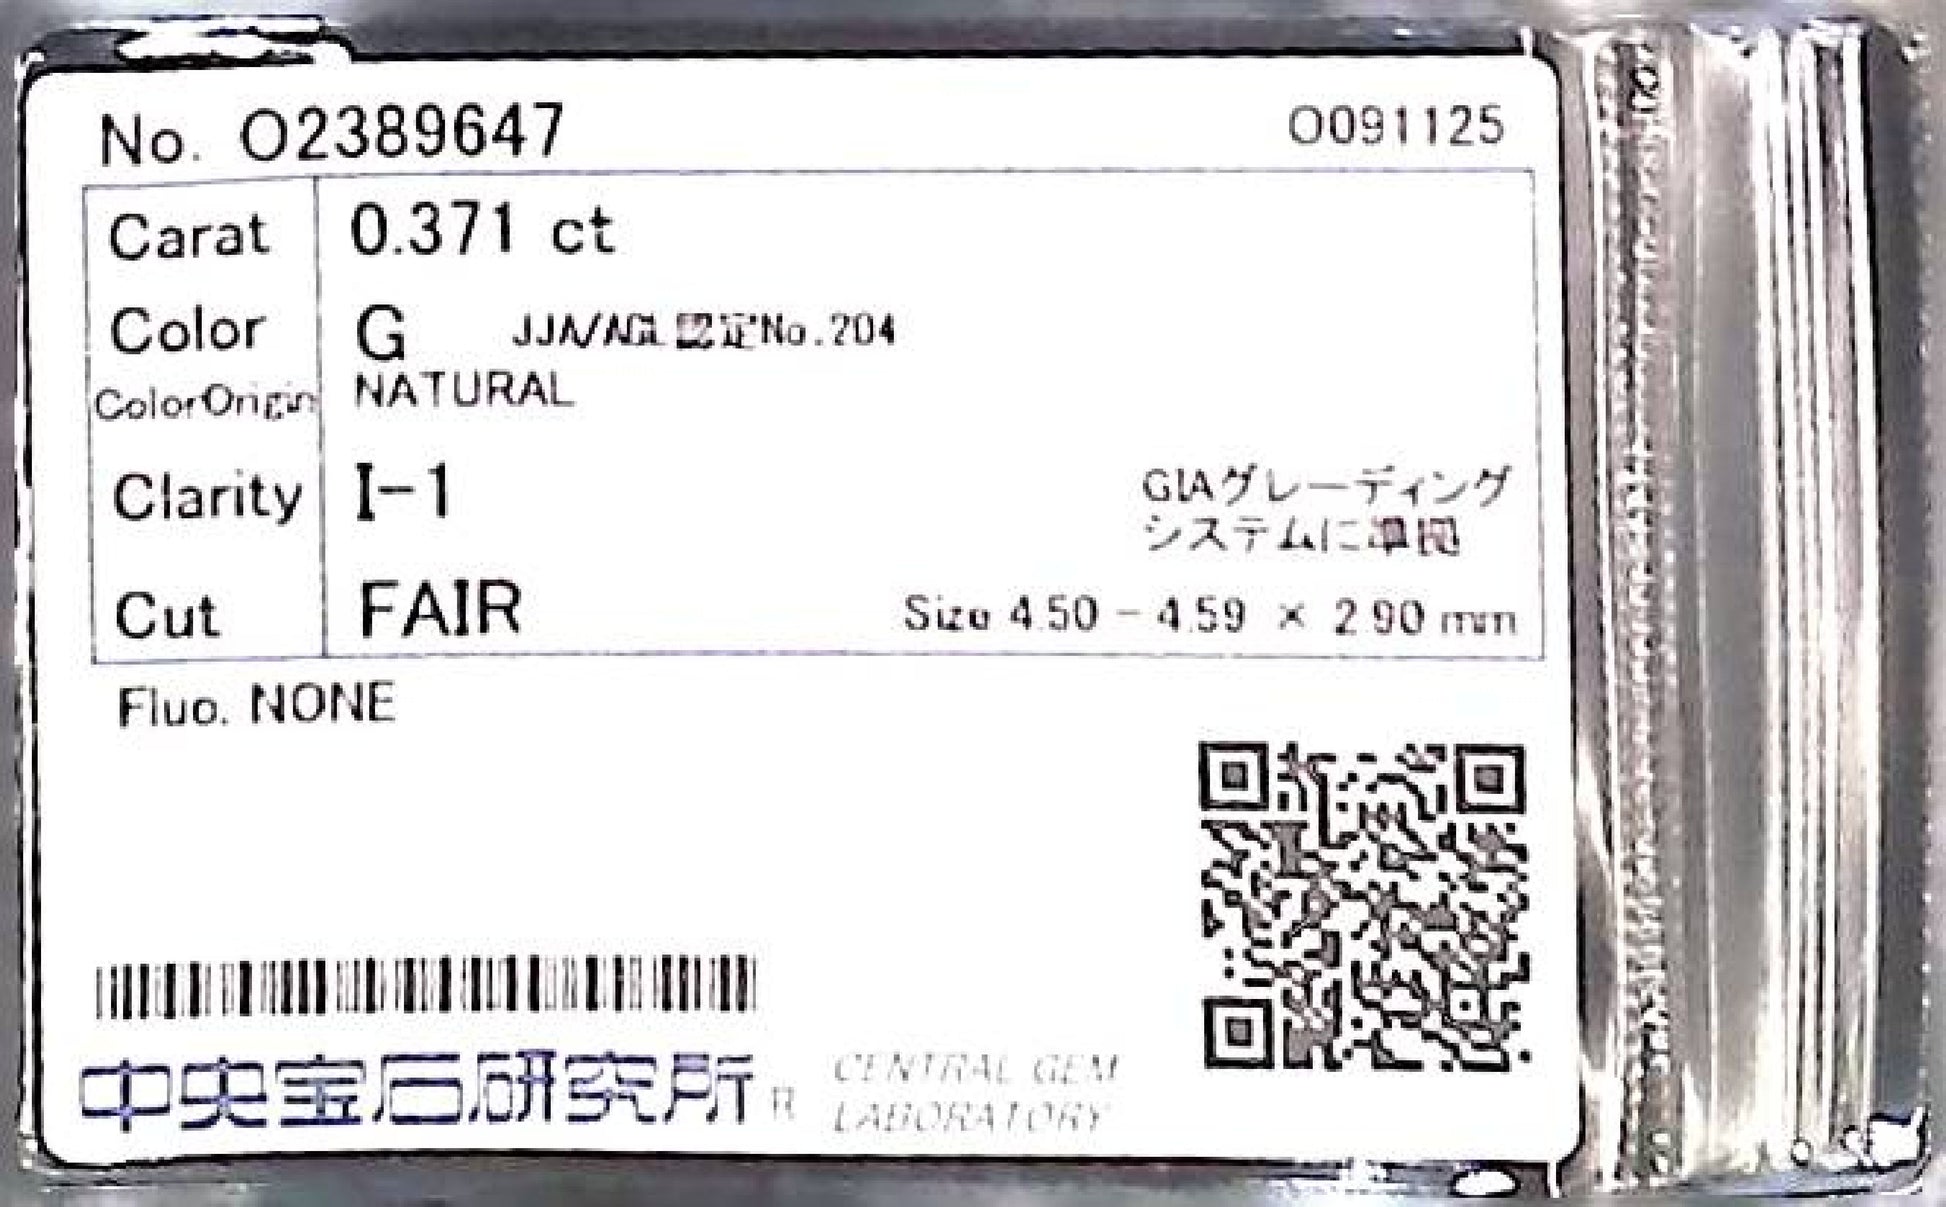 No. O2389647 O091125
Carat 0.371 ct
Color G JJA/AGL認定No.204
ColorOrigin NATURAL
Clarity I-1 GIAグレーディング
システムに準拠
Cut FAIR Size 4.50 - 4.59 × 2.90 mm
Fluo. NONE
中央宝石研究所® CENTRAL GEM
LABORATORY